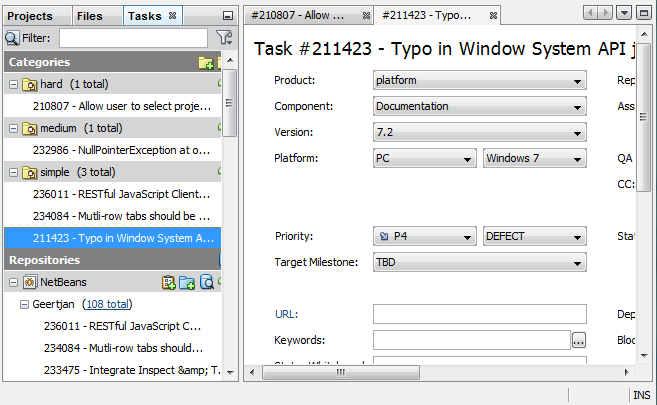 Projects Files Tasks
Filter:
Categories
hard (1 total)
210807 - Allow user to select proje...
medium (1 total)
232986 - NullPointerException at o...
simple (3 total)
236011 - RESTful JavaScript Client...
234084 - Mutli-row tabs should be ...
211423 - Typo in Window System A...
Repositories
NetBeans
Geertjan (108 total)
236011 - RESTful JavaScript C...
234084 - Mutli-row tabs should...
233475 - Integrate Inspect &amp; T...
#210807 - Allow ... #211423 - Typo...
Task #211423 - Typo in Window System API j
Product: platform Rep
Component: Documentation Ass
Version: 7.2
Platform: PC Windows 7 QA
CC:
Priority: P4 DEFECT Stat
Target Milestone: TBD
URL: Dep
Keywords: ... Bloc
INS